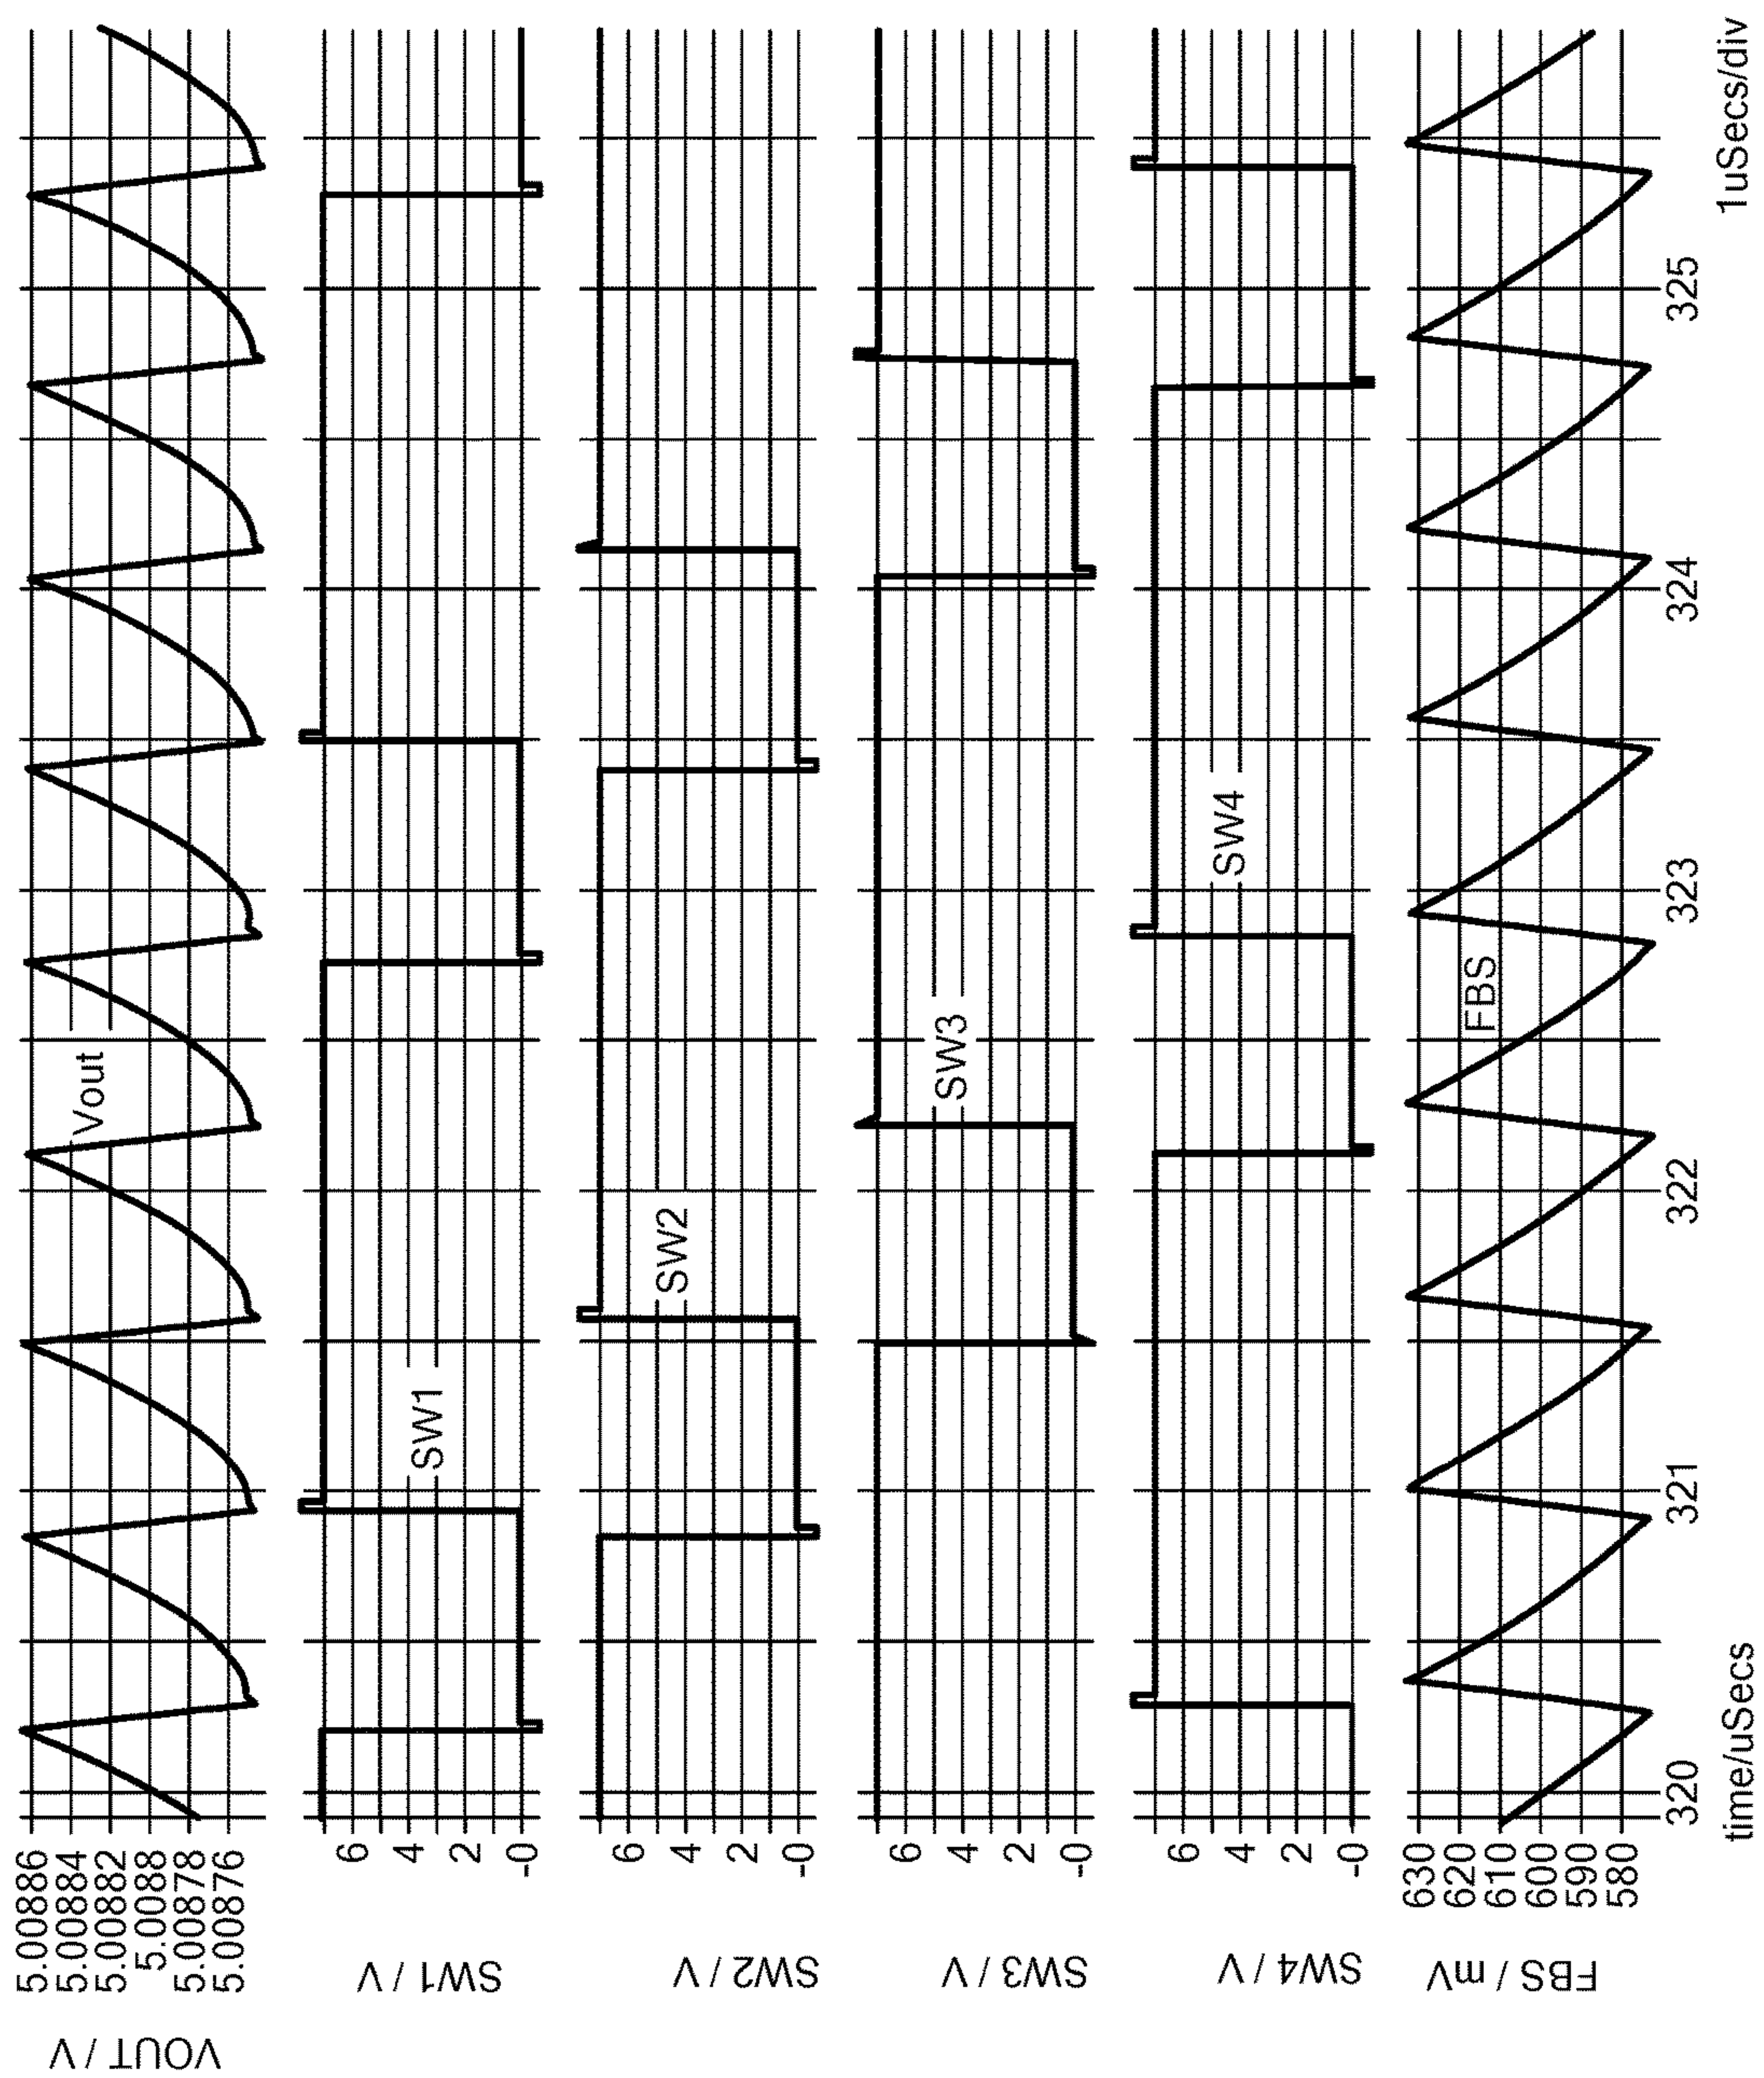 VOUT / V
5.00886
5.00884
5.00882
5.0088
5.00878
5.00876
Vout
SW1 / V
6
4
2
-0
SW1
SW2 / V
6
4
2
-0
SW2
SW3 / V
6
4
2
-0
SW3
SW4 / V
6
4
2
-0
SW4
FBS / mV
630
620
610
600
590
580
FBS
320
321
322
323
324
325
time/uSecs
1uSecs/div